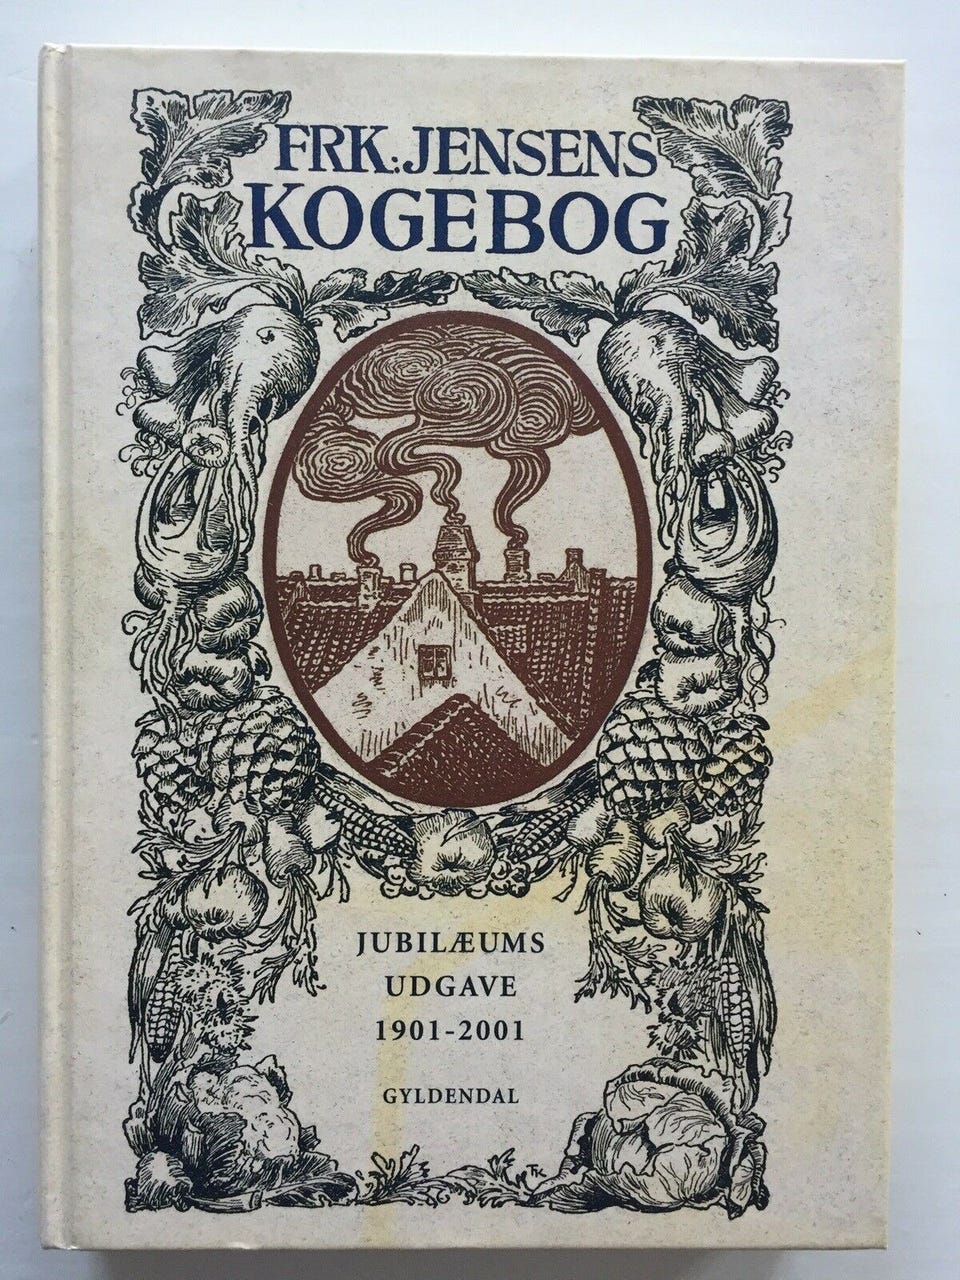 FRK. JENSENS
KOGEBOG
JUBILÆUMS
UDGAVE
1901-2001
GYLDENDAL